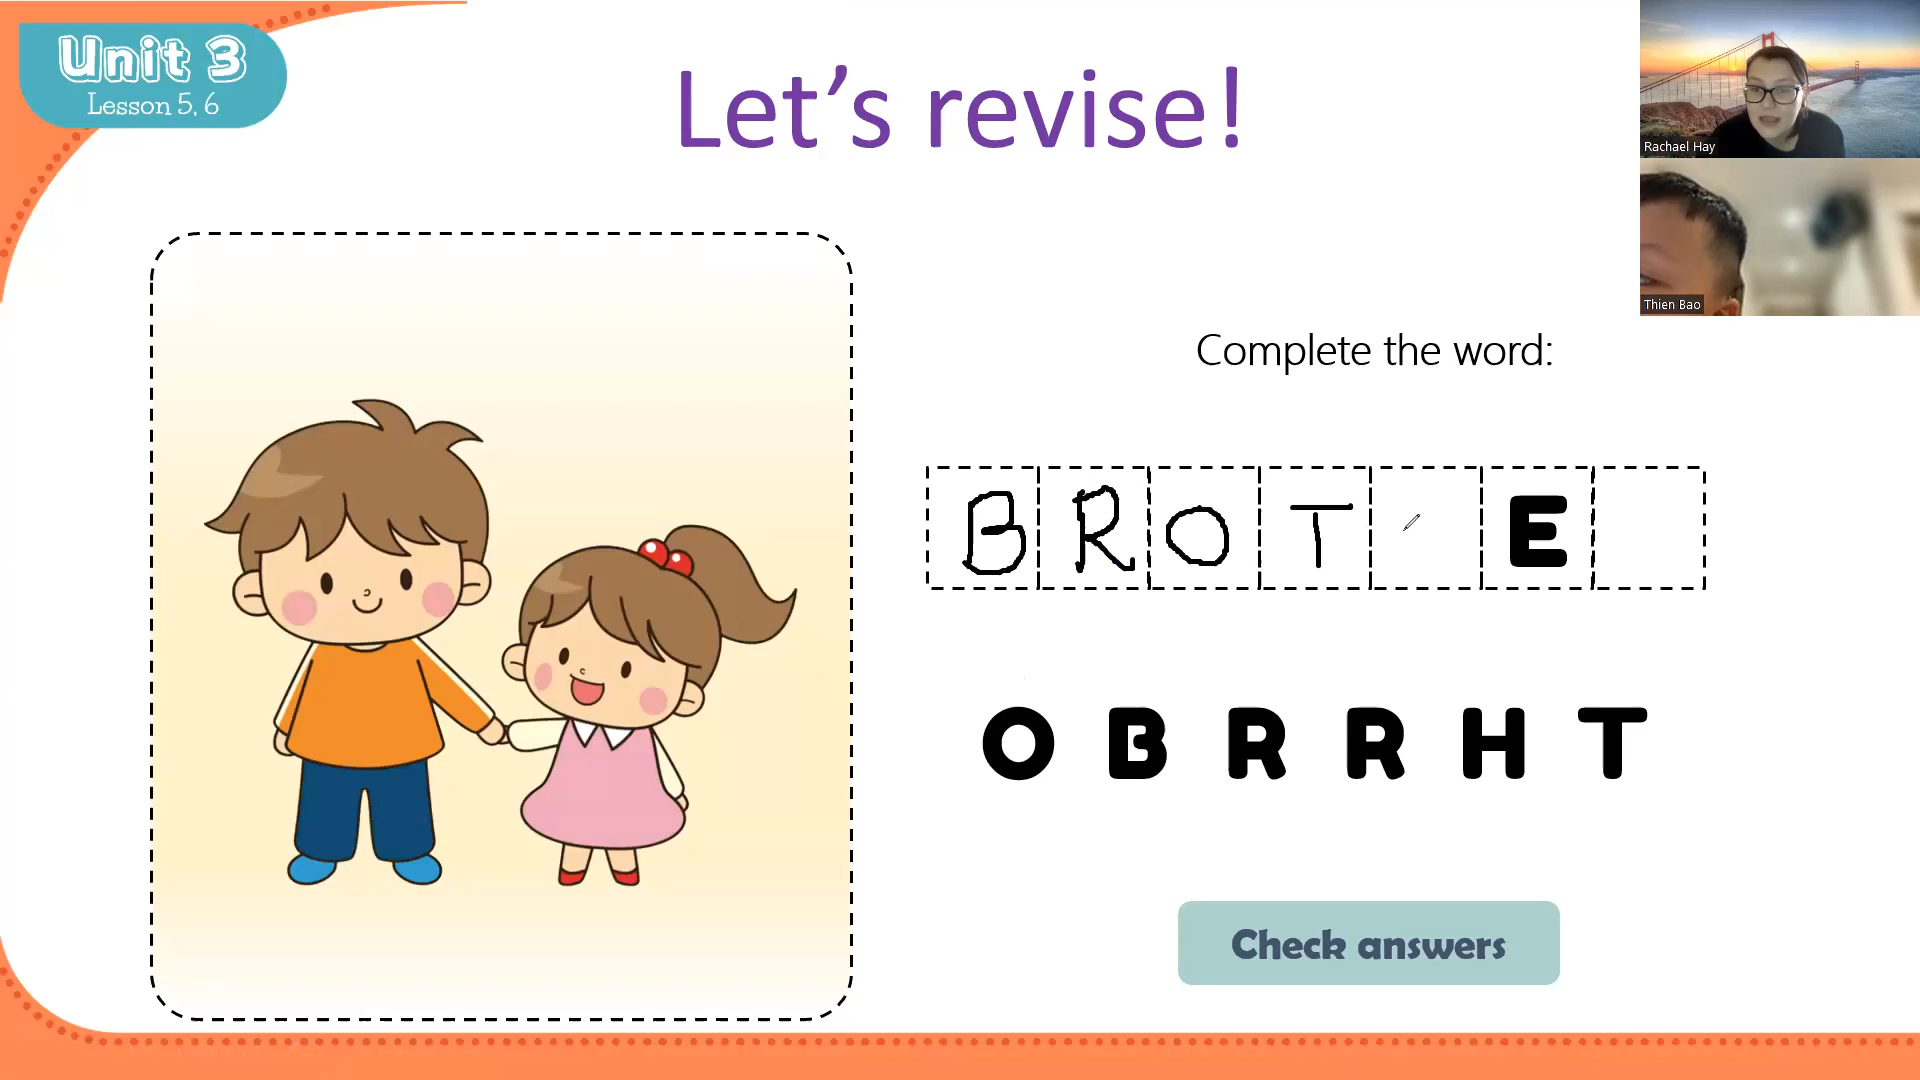 Unit 3
Lesson 5, 6
Let's revise!
Rachael Hay
Thien Bao
Complete the word:
B R O T E
O B R R H T
Check answers